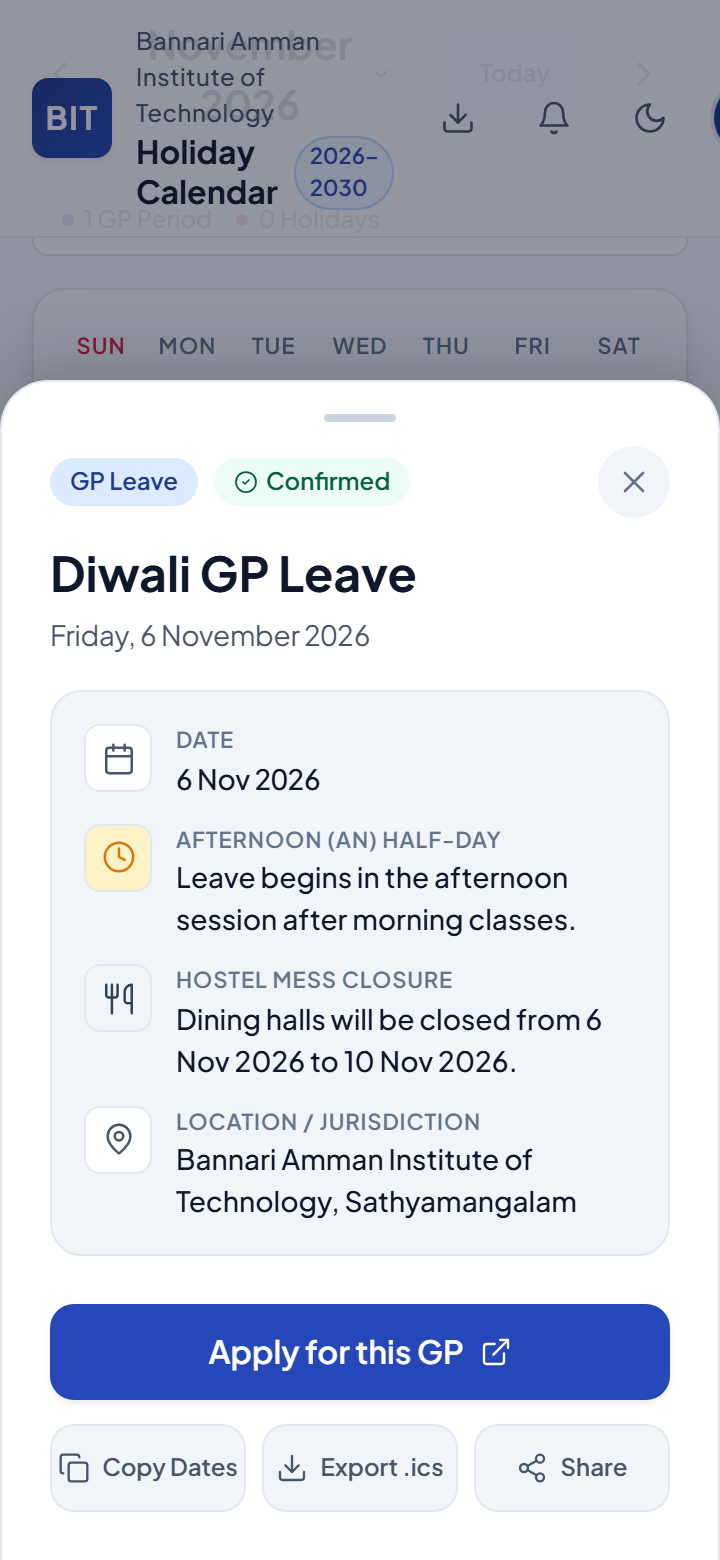 November
2026
Today
Bannari Amman
Institute of
Technology
BIT
Holiday
Calendar
2026–
2030
1 GP Period
0 Holidays
SUN MON TUE WED THU FRI SAT
GP Leave
Confirmed
Diwali GP Leave
Friday, 6 November 2026
DATE
6 Nov 2026
AFTERNOON (AN) HALF-DAY
Leave begins in the afternoon
session after morning classes.
HOSTEL MESS CLOSURE
Dining halls will be closed from 6
Nov 2026 to 10 Nov 2026.
LOCATION / JURISDICTION
Bannari Amman Institute of
Technology, Sathyamangalam
Apply for this GP
Copy Dates
Export .ics
Share